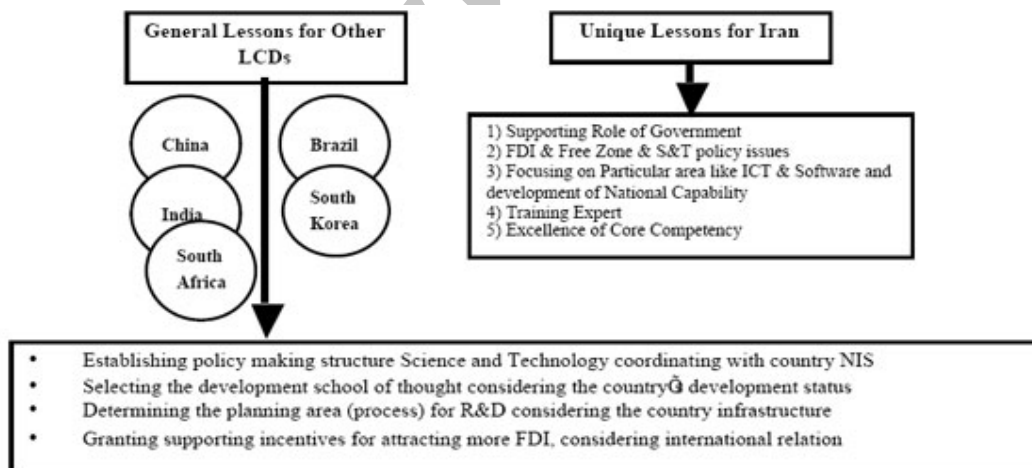 General Lessons for Other
LCDs
Unique Lessons for Iran
China
Brazil
India
South
Korea
South
Africa
1) Supporting Role of Government
2) FDI & Free Zone & S&T policy issues
3) Focusing on Particular area like ICT & Software and
development of National Capability
4) Training Expert
5) Excellence of Core Competency
• Establishing policy making structure Science and Technology coordinating with country NIS
• Selecting the development school of thought considering the country development status
• Determining the planning area (process) for R&D considering the country infrastructure
• Granting supporting incentives for attracting more FDI, considering international relation